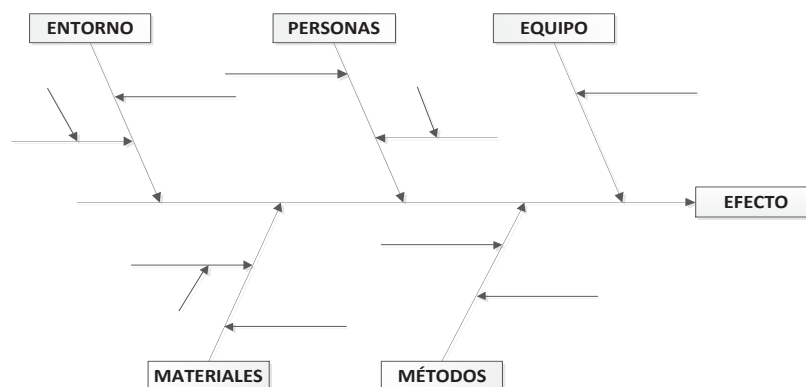 ENTORNO
PERSONAS
EQUIPO
EFECTO
MATERIALES
MÉTODOS